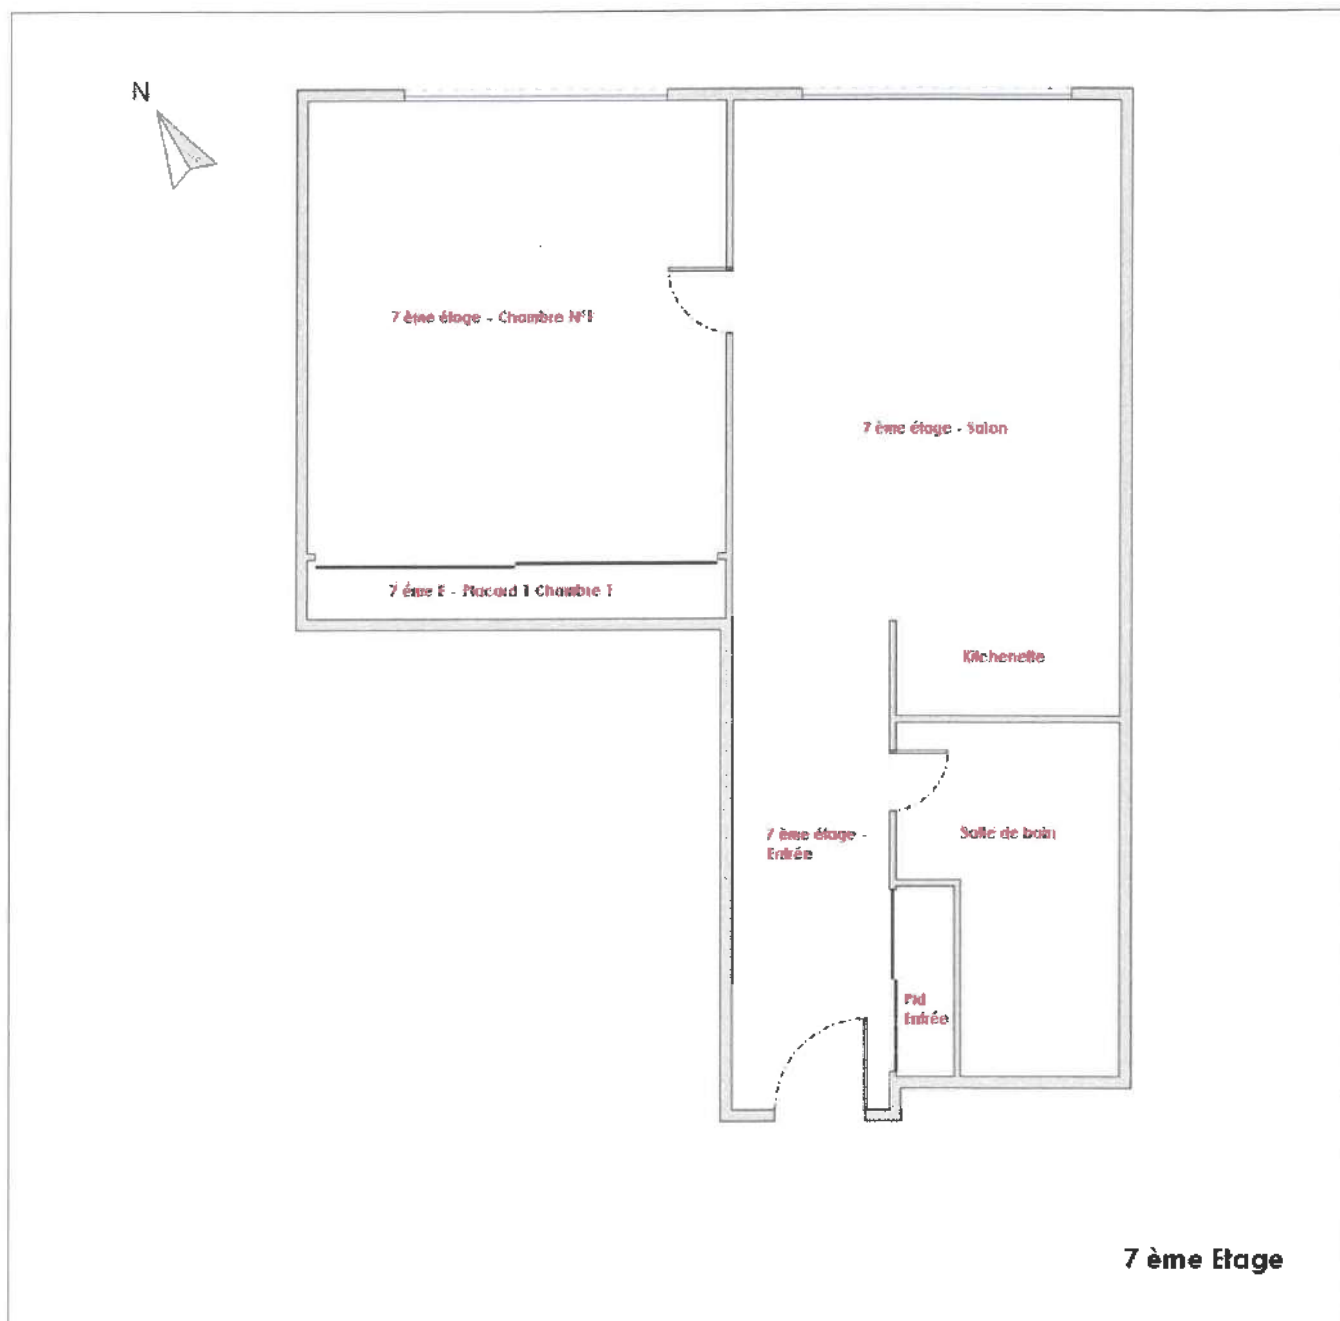 N
7 ème étage - Chambre N°1
7 ème étage - Salon
7 ème E - Placard 1 Chambre 1
Kitchenette
7 ème étage -
Entrée
Salle de bain
Pld
Entrée
7 ème Etage